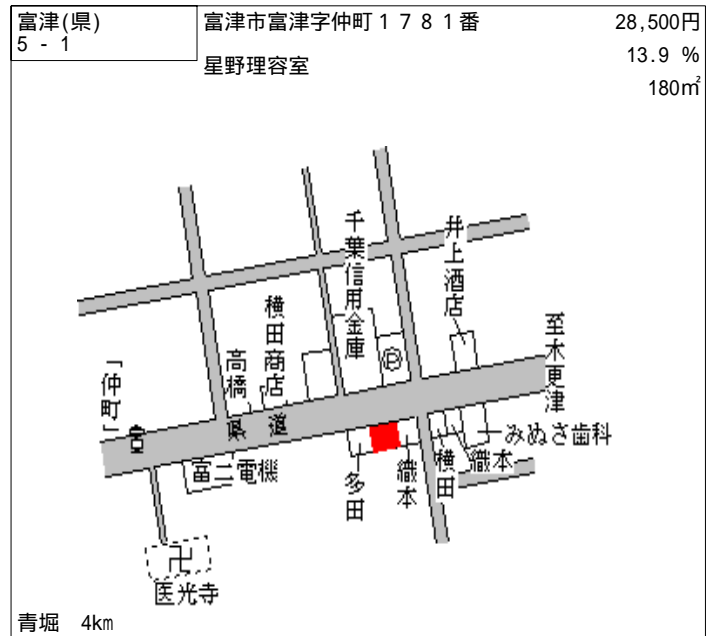 富津(県)
5 - 1
富津市富津字仲町１７８１番
星野理容室
28,500円
13.9 %
180㎡
千葉信用金庫
井上酒店
横田商店
高橋
至木更津
「仲町」
県道
Ⓟ
みぬさ歯科
富二電機
多田
織本
横田
織本
卍
医光寺
青堀 4km